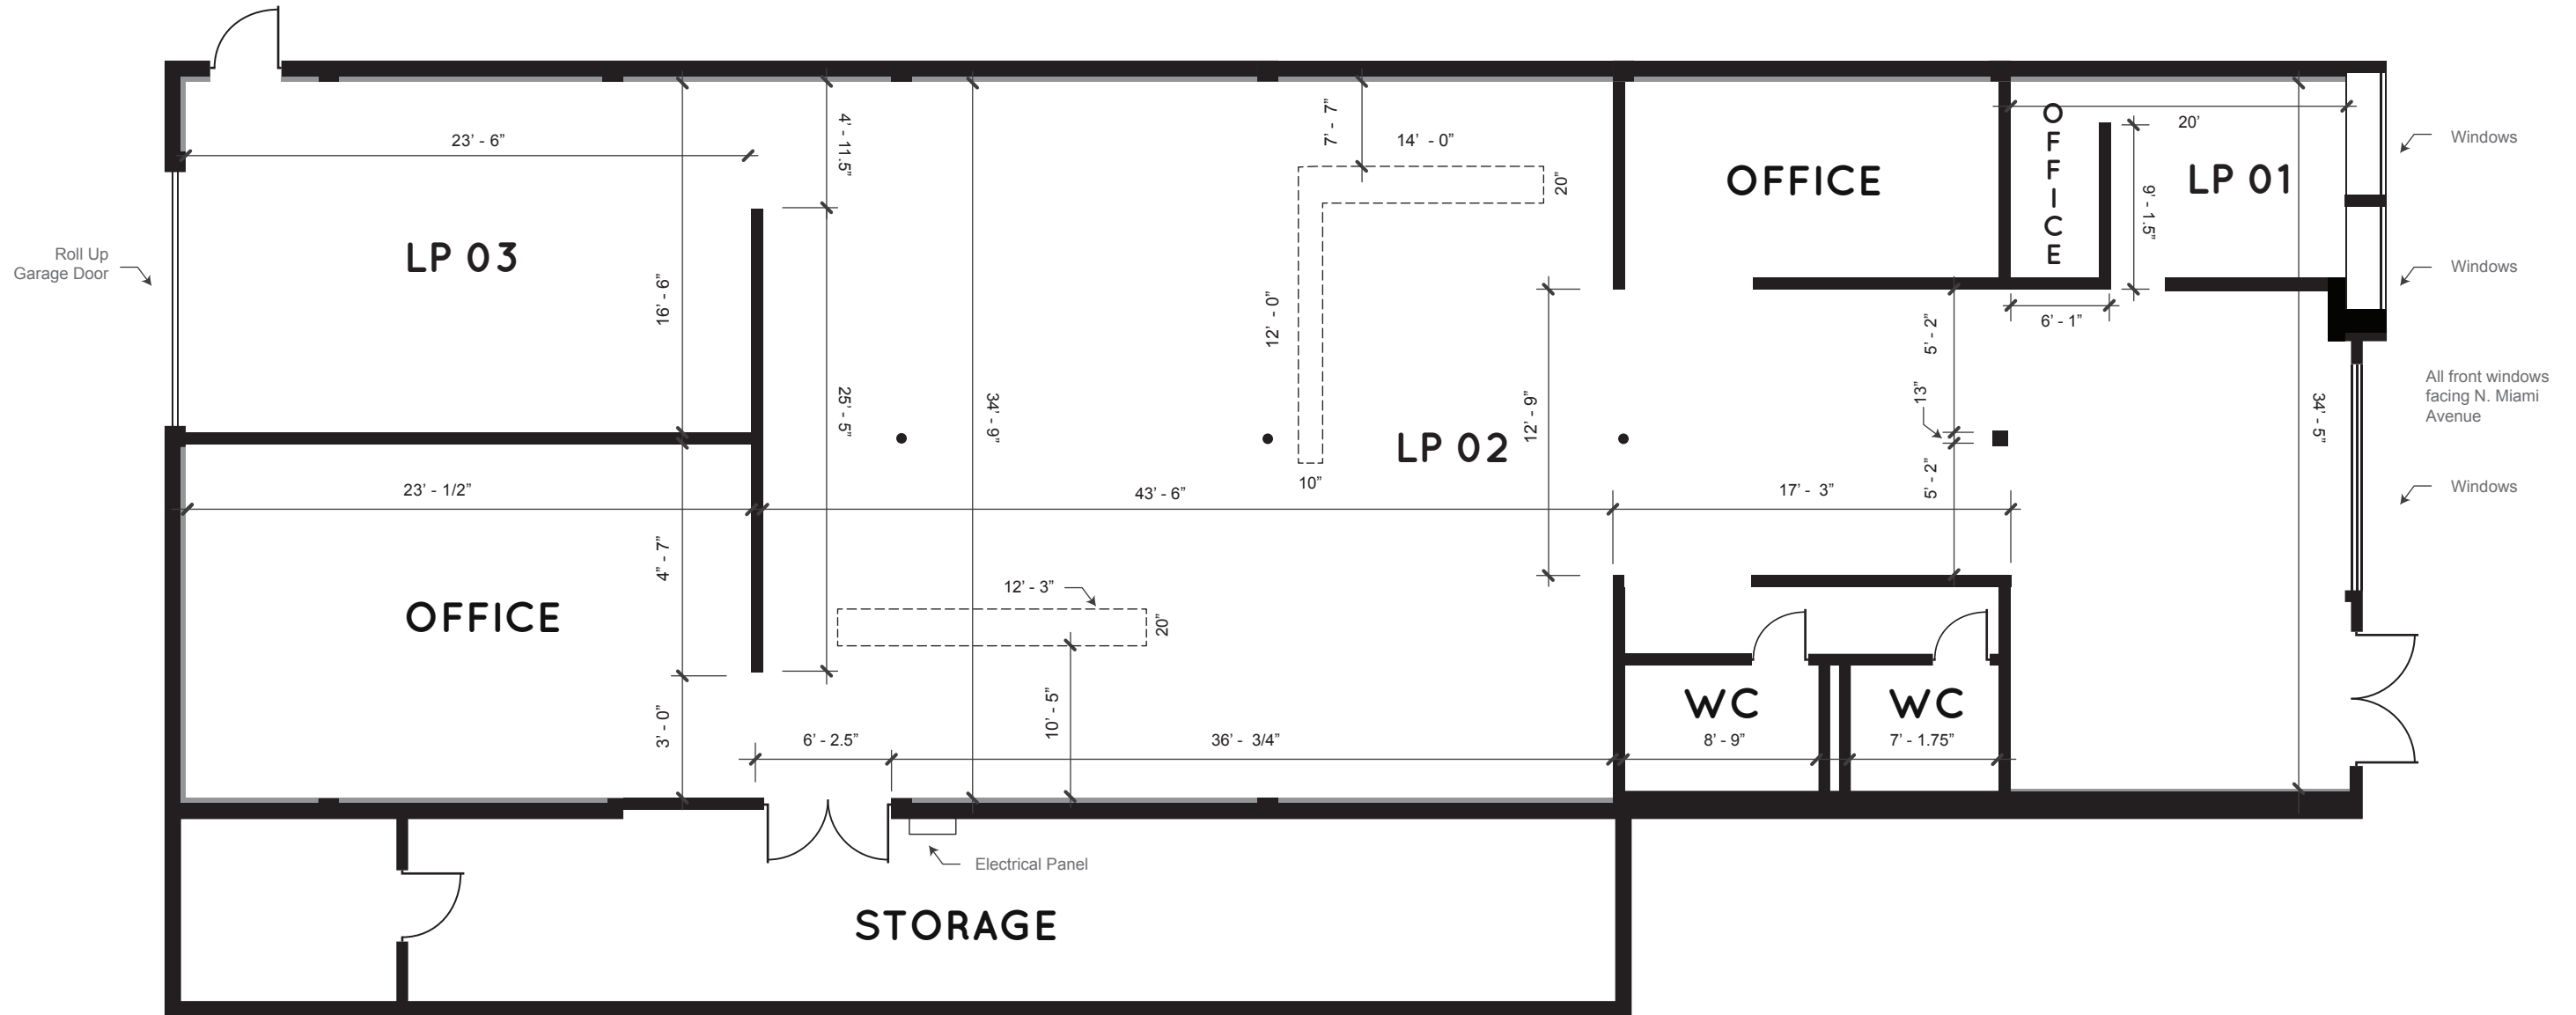 23’ - 6”
4’ - 11.5”
7’ - 7”
14’ - 0”
20”
OFFICE
OFFICE
20’
LP 01
9’ - 1.5”
Windows
Roll Up
Garage Door
LP 03
16’ - 6”
12’ - 0”
Windows
6’ - 1”
5’ - 2”
25’ - 5”
34’ - 9”
12’ - 9”
13”
34’ - 5”
All front windows
facing N. Miami
Avenue
LP 02
10”
23’ - 1/2”
43’ - 6”
17’ - 3”
5’ - 2”
Windows
4” - 7”
12’ - 3”
20”
OFFICE
3’ - 0”
10’ - 5”
WC
WC
6’ - 2.5”
36’ - 3/4”
8’ - 9”
7’ - 1.75”
Electrical Panel
STORAGE